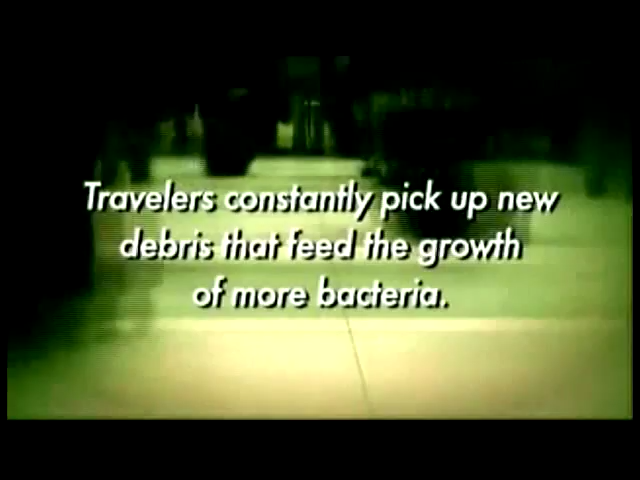 Travelers constantly pick up new
debris that feed the growth
of more bacteria.